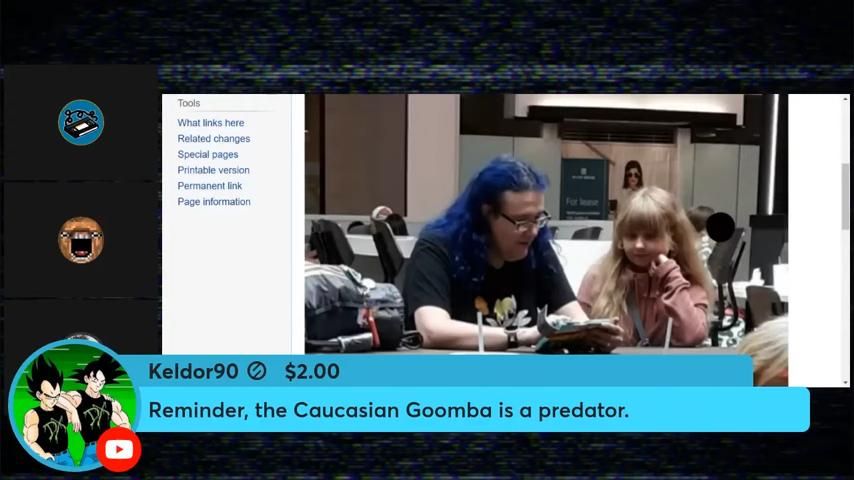 Tools
What links here
Related changes
Special pages
Printable version
Permanent link
Page information
For lease
Keldor90 $2.00
Reminder, the Caucasian Goomba is a predator.